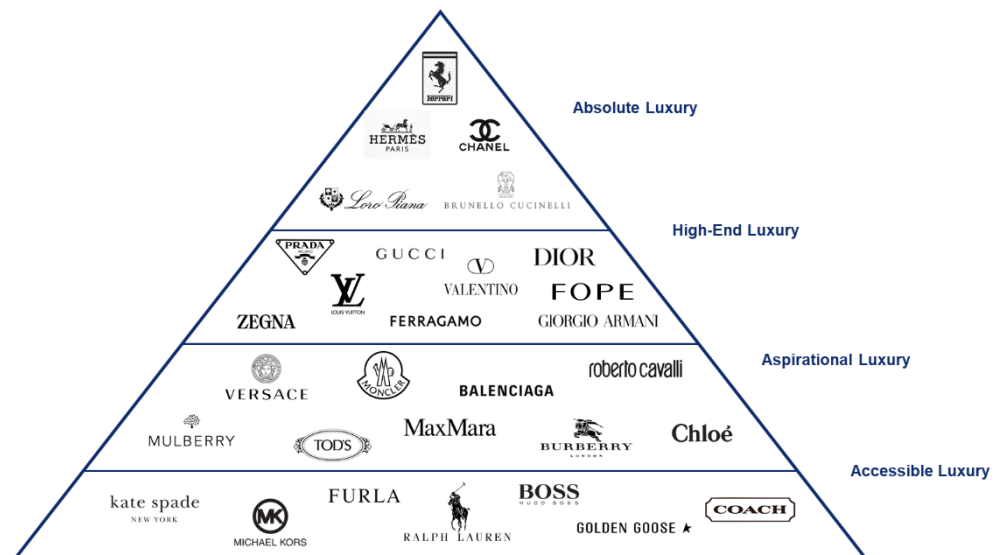 Ferrari
Absolute Luxury
HERMÈS
PARIS
CHANEL
Loro Piana
BRUNELLO CUCINELLI
High-End Luxury
PRADA
MILANO
GUCCI
DIOR
VALENTINO
FOPE
LOUIS VUITTON
ZEGNA
FERRAGAMO
GIORGIO ARMANI
Aspirational Luxury
VERSACE
MONCLER
BALENCIAGA
roberto cavalli
MULBERRY
TOD'S
MaxMara
BURBERRY
LONDON
Chloé
Accessible Luxury
kate spade
NEW YORK
MK
MICHAEL KORS
FURLA
RALPH LAUREN
BOSS
HUGO BOSS
GOLDEN GOOSE
COACH